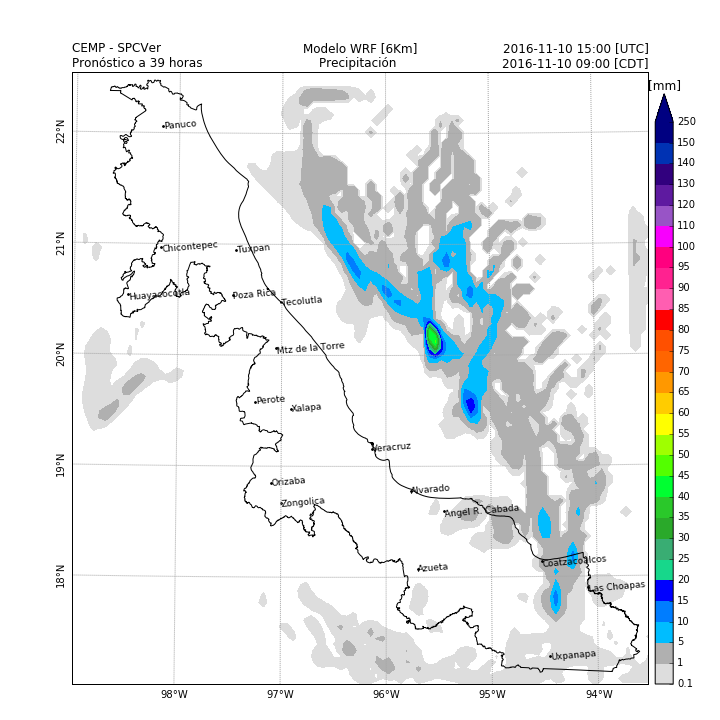 CEMP - SPCVer
Modelo WRF [6Km]
2016-11-10 15:00 [UTC]
Pronóstico a 39 horas
Precipitación
2016-11-10 09:00 [CDT]
[mm]
22°N
21°N
20°N
19°N
18°N
Panuco
Chicontepec
Tuxpan
Huayacocotla
Poza Rica
Tecolutla
Mtz de la Torre
Perote
Xalapa
Veracruz
Orizaba
Alvarado
Zongolica
Angel R. Cabada
Coatzacoalcos
Azueta
Las Choapas
Uxpanapa
98°W
97°W
96°W
95°W
94°W
250
150
140
130
120
110
100
95
90
85
80
75
70
65
60
55
50
45
40
35
30
25
20
15
10
5
1
0.1